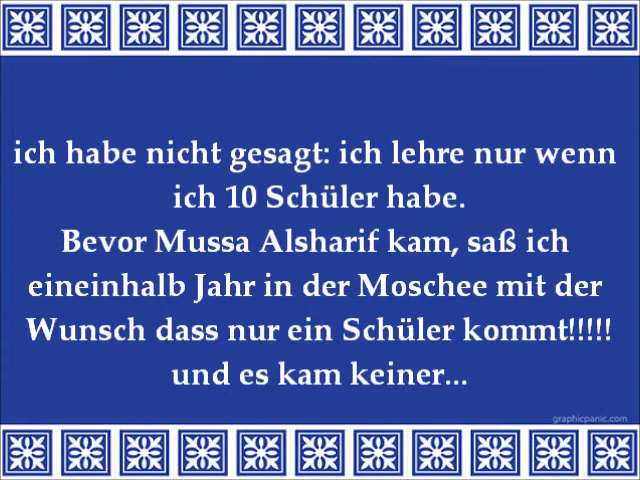 ich habe nicht gesagt: ich lehre nur wenn
ich 10 Schüler habe.
Bevor Mussa Alsharif kam, saß ich
eineinhalb Jahr in der Moschee mit der
Wunsch dass nur ein Schüler kommt!!!!!
und es kam keiner...
graphicpanic.com